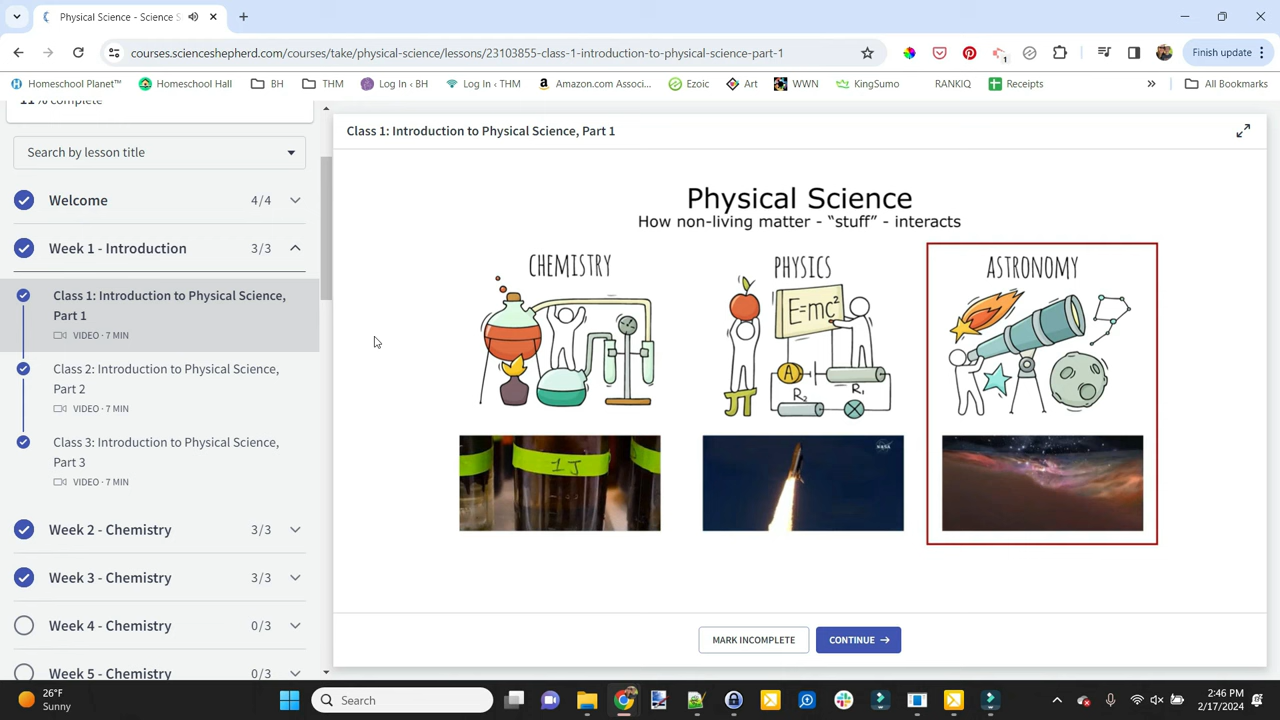 Physical Science - Science S
courses.scienceshepherd.com/courses/take/physical-science/lessons/23103855-class-1-introduction-to-physical-science-part-1
1
Finish update
Homeschool Planet™ Homeschool Hall BH THM Log In ‹ BH Log In ‹ THM Amazon.com Associ... Ezoic Art WWN KingSumo RANKIQ Receipts » All Bookmarks
11% complete
Search by lesson title
Welcome 4/4
Week 1 - Introduction 3/3
Class 1: Introduction to Physical Science,
Part 1
VIDEO · 7 MIN
Class 2: Introduction to Physical Science,
Part 2
VIDEO · 7 MIN
Class 3: Introduction to Physical Science,
Part 3
VIDEO · 7 MIN
Week 2 - Chemistry 3/3
Week 3 - Chemistry 3/3
Week 4 - Chemistry 0/3
Week 5 - Chemistry 0/3
Class 1: Introduction to Physical Science, Part 1
Physical Science
How non-living matter - “stuff” - interacts
CHEMISTRY PHYSICS ASTRONOMY
E=mc²
A
R₁
R₂
π
1J
NASA
MARK INCOMPLETE CONTINUE →
26°F
Sunny
Search
2:46 PM
2/17/2024